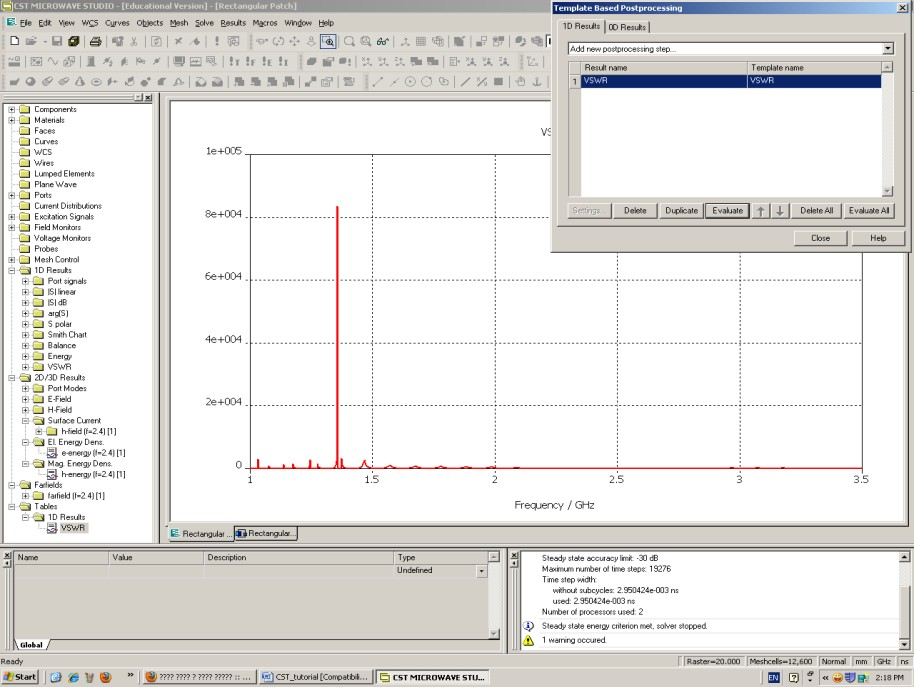 CST MICROWAVE STUDIO - [Educational Version] - [Rectangular Patch]
File Edit View WCS Curves Objects Mesh Solve Results Macros Window Help
Template Based Postprocessing
1D Results 0D Results
Add new postprocessing step...
Result name Template name
1 VSWR VSWR
Settings... Delete Duplicate Evaluate Delete All Evaluate All
Close Help
Components
Materials
Faces
Curves
WCS
Wires
Lumped Elements
Plane Wave
Ports
Current Distributions
Excitation Signals
Field Monitors
Voltage Monitors
Probes
Mesh Control
1D Results
Port signals
|S| linear
|S| dB
arg(S)
S polar
Smith Chart
Balance
Energy
VSWR
2D/3D Results
Port Modes
E-Field
H-Field
Surface Current
h-field (f=2.4) [1]
El. Energy Dens.
e-energy (f=2.4) [1]
Mag. Energy Dens.
h-energy (f=2.4) [1]
Farfields
farfield (f=2.4) [1]
Tables
1D Results
VSWR
VS
1e+005
8e+004
6e+004
4e+004
2e+004
0
1 1.5 2 2.5 3 3.5
Frequency / GHz
Rectangular ... Rectangular...
Name Value Description Type
Undefined
Global
Steady state accuracy limit: -30 dB
Maximum number of time steps: 19276
Time step width:
without subcycles: 2.950424e-003 ns
used: 2.950424e-003 ns
Number of processors used: 2
Steady state energy criterion met, solver stopped.
1 warning occured.
Ready
Raster=20.000 Meshcells=12,600 Normal mm GHz ns
Start » ???? ???? ? ???? ????? :: ... CST_tutorial [Compatibili... CST MICROWAVE STU... EN « 2:18 PM